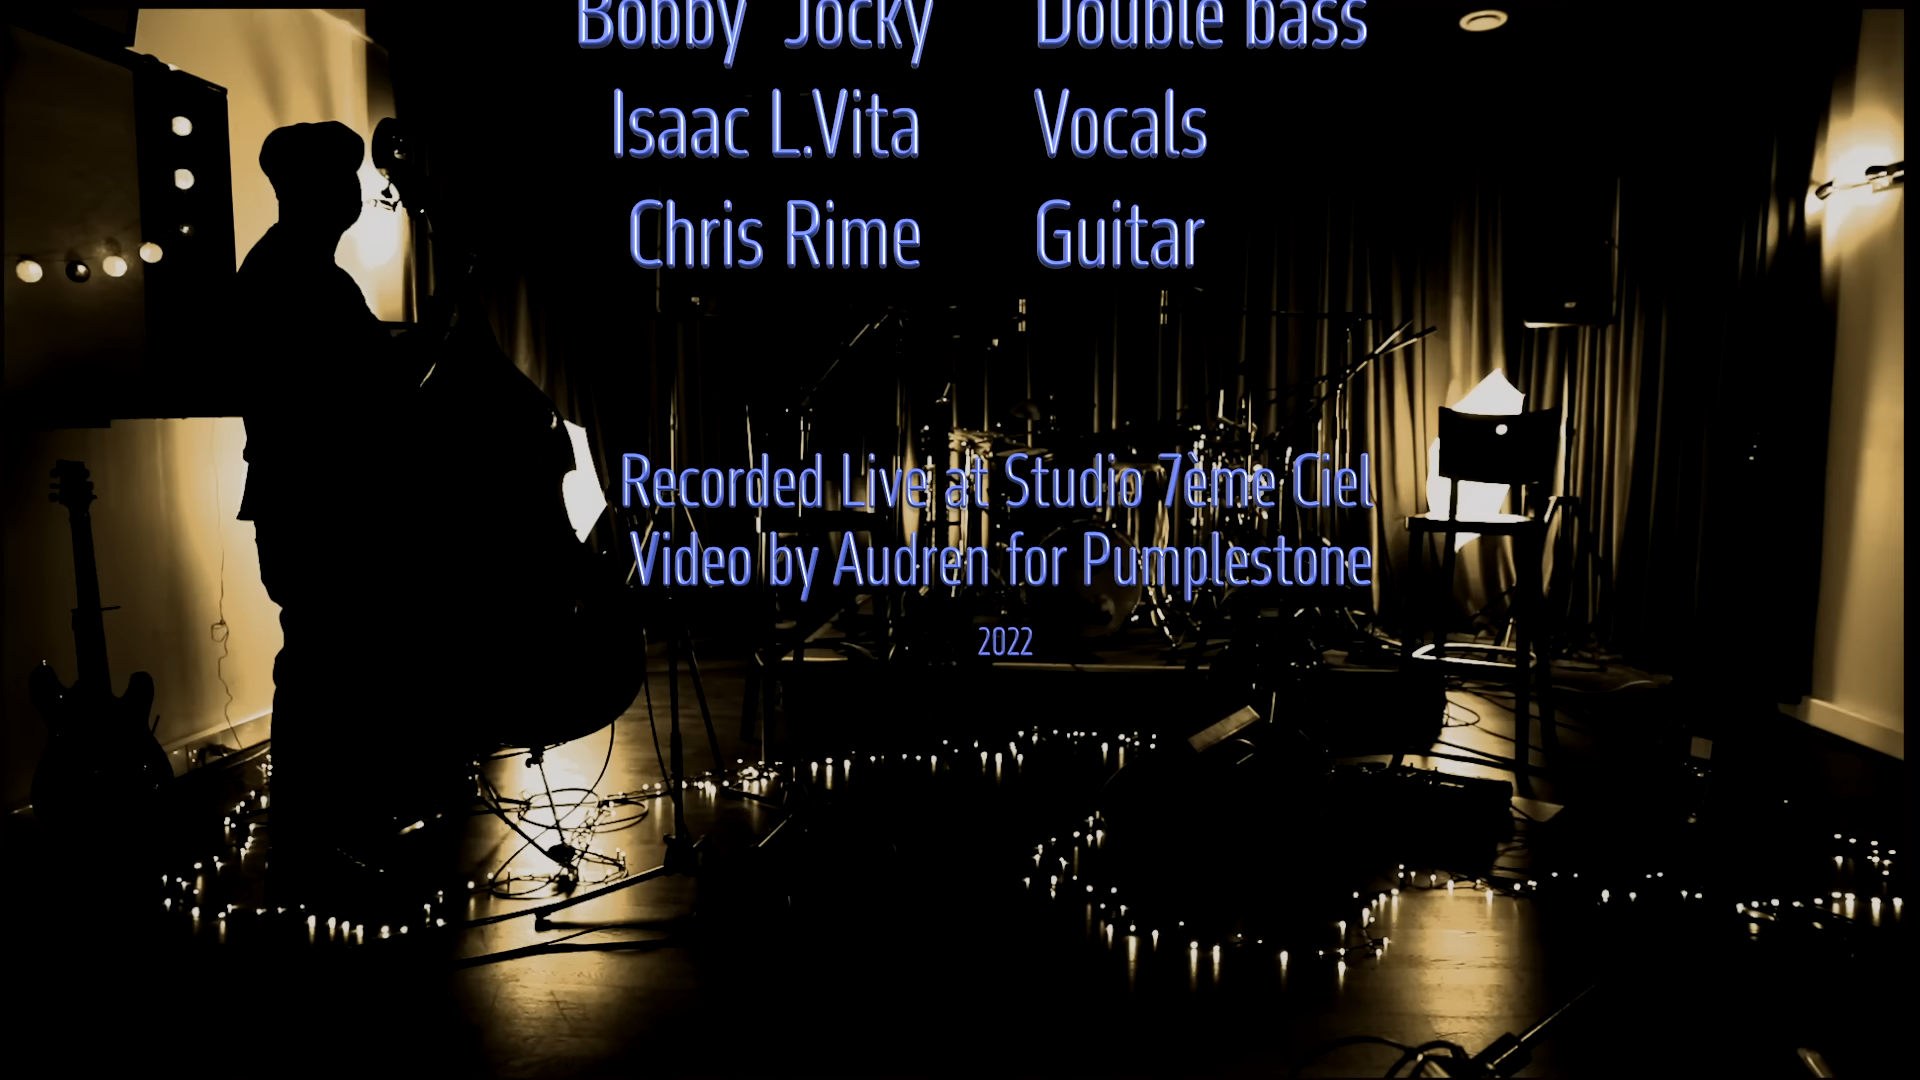 Bobby Jocky Double bass
Isaac L.Vita Vocals
Chris Rime Guitar
Recorded Live at Studio 7ème Ciel
Video by Audren for Pumplestone
2022